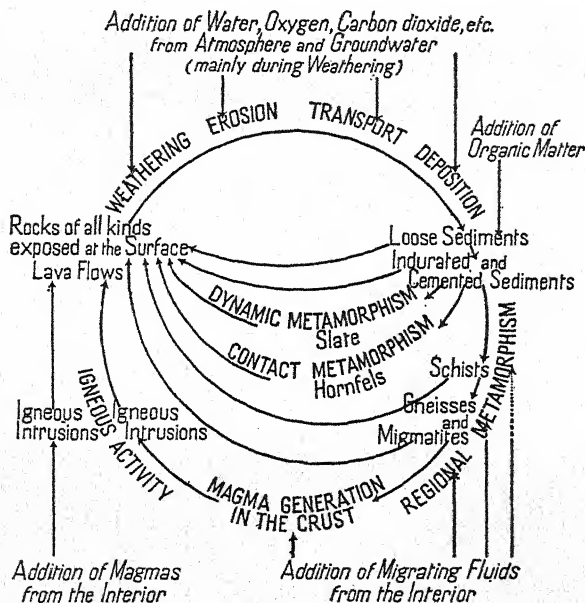 Addition of Water, Oxygen, Carbon dioxide, etc.
from Atmosphere and Groundwater
(mainly during Weathering)
WEATHERING EROSION TRANSPORT DEPOSITION
Addition of
Organic Matter
Rocks of all kinds
exposed at the Surface
Lava Flows
Loose Sediments
Indurated and
Cemented Sediments
DYNAMIC METAMORPHISM
Slate
CONTACT METAMORPHISM
Hornfels
Schists
Gneisses
and
Migmatites
REGIONAL METAMORPHISM
Igneous
Intrusions
Igneous
Intrusions
IGNEOUS ACTIVITY
MAGMA GENERATION
IN THE CRUST
Addition of Magmas
from the Interior
Addition of Migrating Fluids
from the Interior